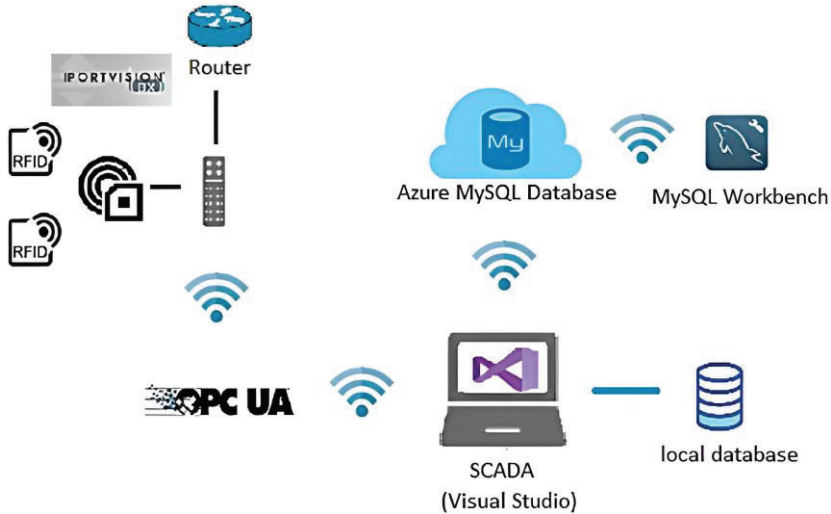 Router
IPORTVISION
DX
RFID
RFID
My
Azure MySQL Database
MySQL Workbench
OPC UA
SCADA
(Visual Studio)
local database